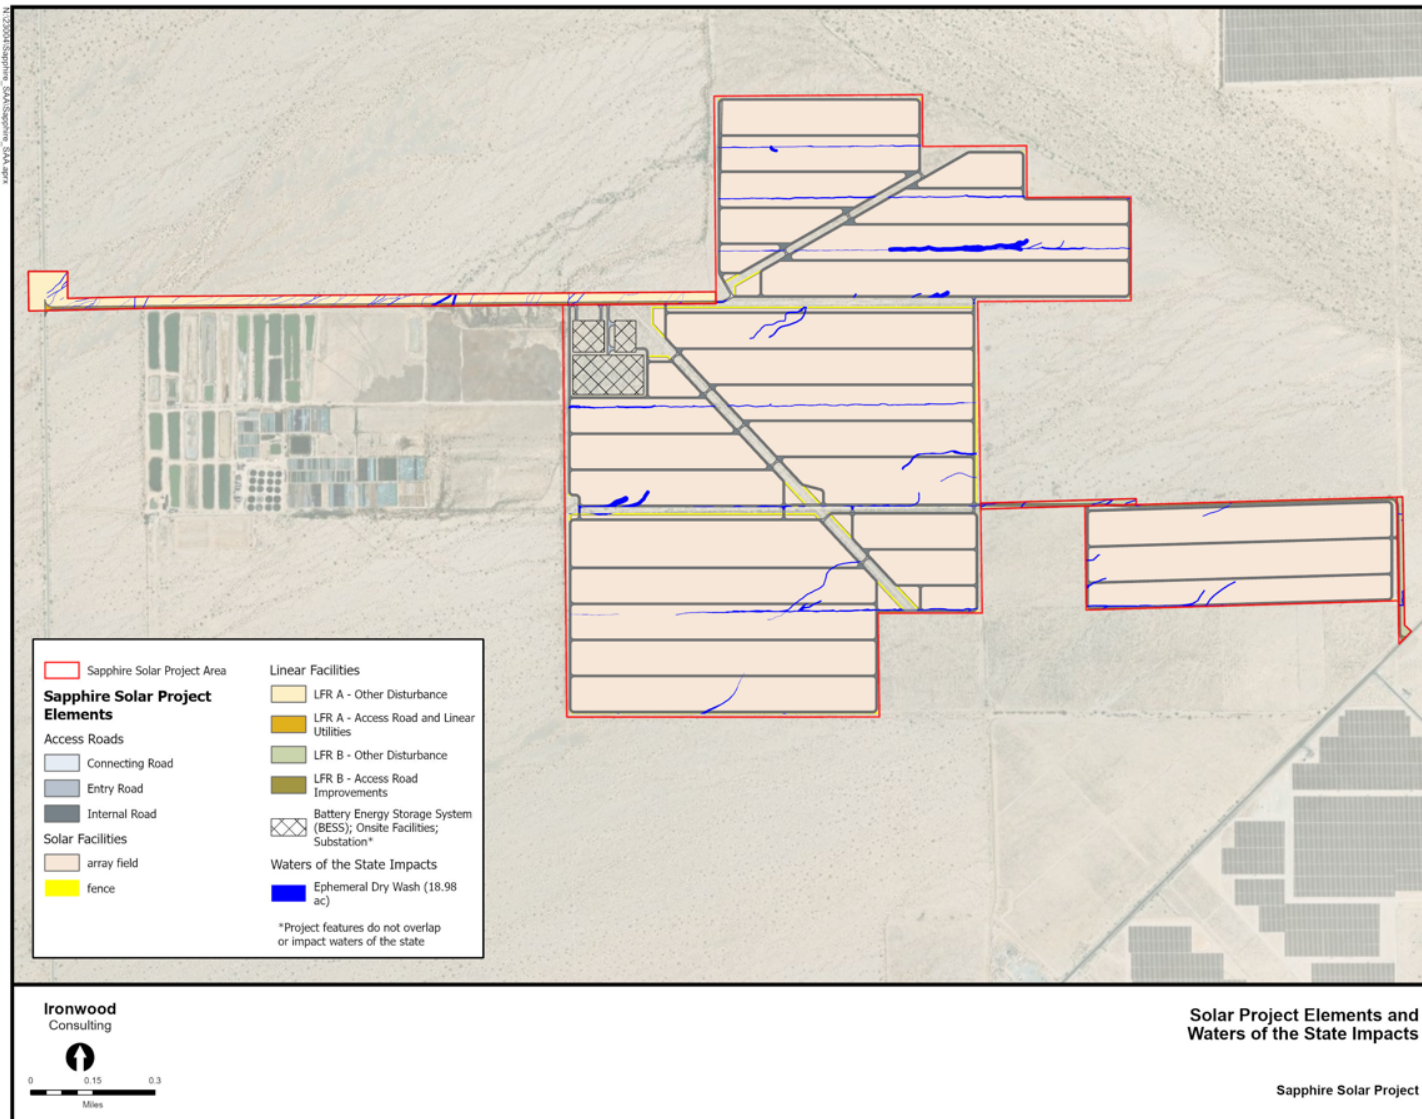 N:\23004\Sapphire_SAA\Sapphire_SAA.aprx
Sapphire Solar Project Area
Sapphire Solar Project
Elements
Access Roads
Connecting Road
Entry Road
Internal Road
Solar Facilities
array field
fence
Linear Facilities
LFR A - Other Disturbance
LFR A - Access Road and Linear
Utilities
LFR B - Other Disturbance
LFR B - Access Road
Improvements
Battery Energy Storage System
(BESS); Onsite Facilities;
Substation*
Waters of the State Impacts
Ephemeral Dry Wash (18.98
ac)
*Project features do not overlap
or impact waters of the state
Ironwood
Consulting
0 0.15 0.3
Miles
Solar Project Elements and
Waters of the State Impacts
Sapphire Solar Project